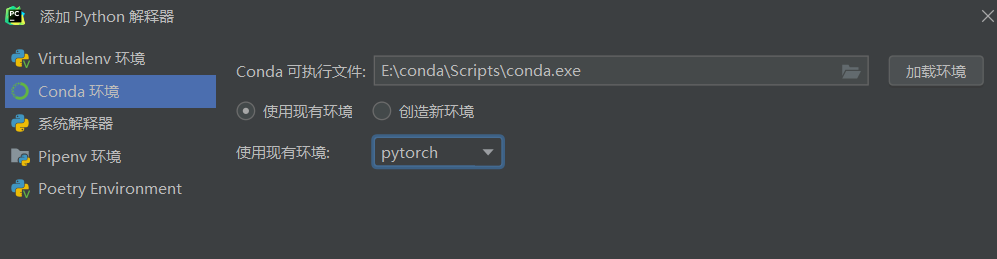 添加 Python 解释器
Virtualenv 环境
Conda 环境
系统解释器
Pipenv 环境
Poetry Environment
Conda 可执行文件: E:\conda\Scripts\conda.exe 加载环境
使用现有环境 创造新环境
使用现有环境: pytorch